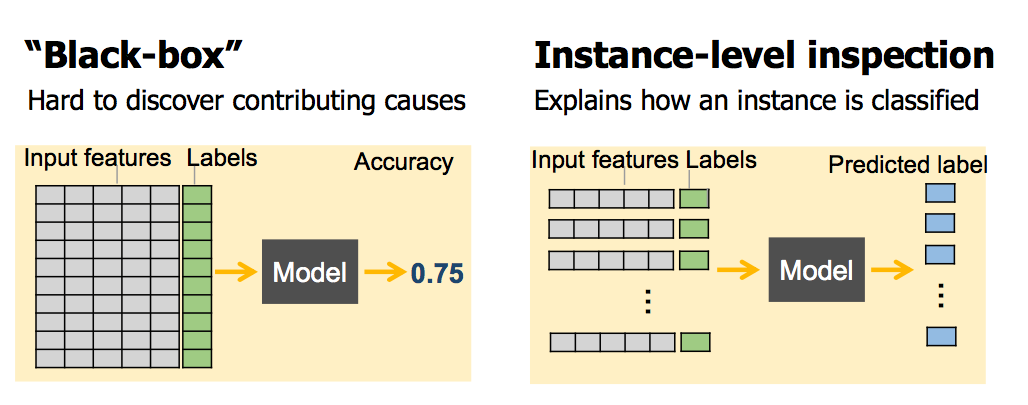 “Black-box”
Hard to discover contributing causes
Input features Labels
Accuracy
Model
0.75
Instance-level inspection
Explains how an instance is classified
Input features Labels
Predicted label
Model